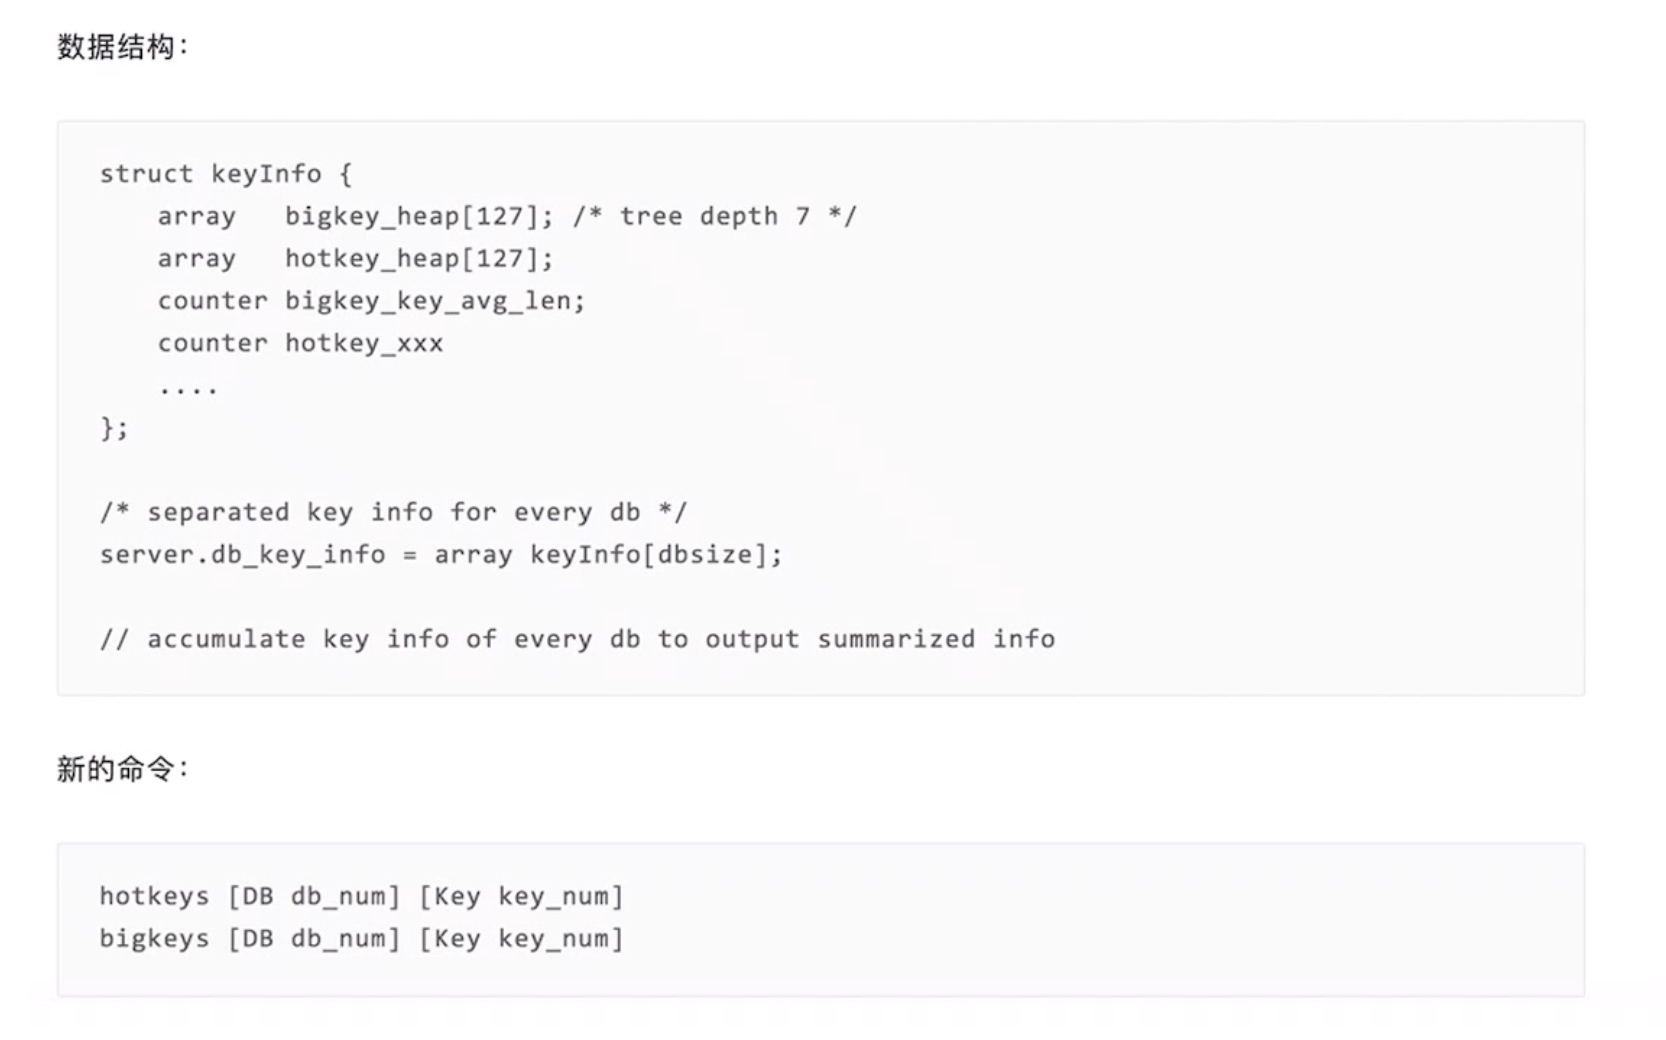 数据结构：
struct keyInfo {
    array   bigkey_heap[127]; /* tree depth 7 */
    array   hotkey_heap[127];
    counter bigkey_key_avg_len;
    counter hotkey_xxx
    ....
};
/* separated key info for every db */
server.db_key_info = array keyInfo[dbsize];
// accumulate key info of every db to output summarized info
新的命令：
hotkeys [DB db_num] [Key key_num]
bigkeys [DB db_num] [Key key_num]